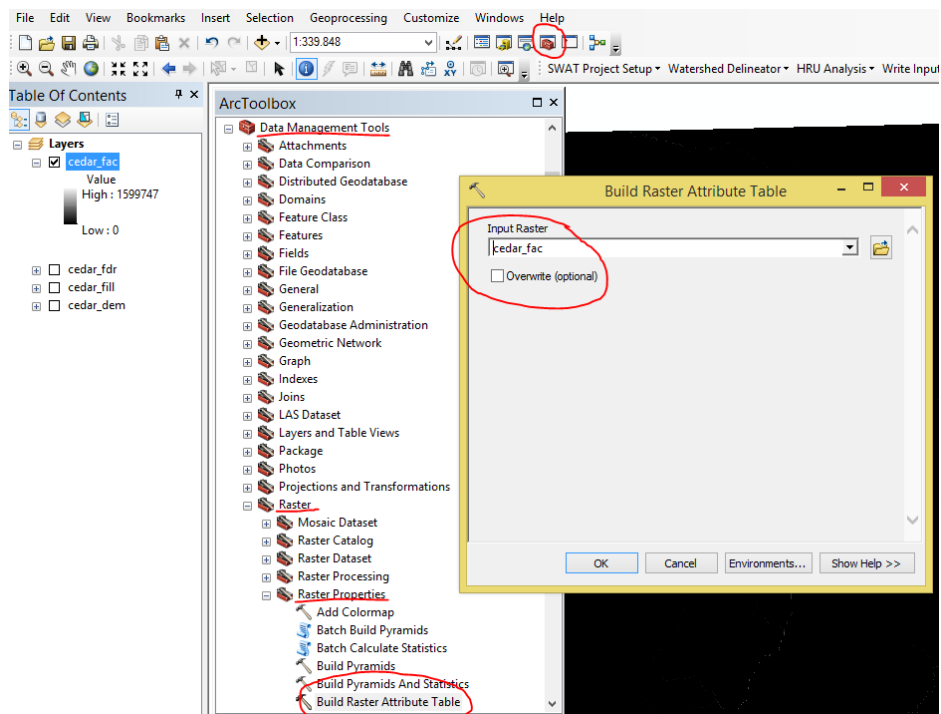 File Edit View Bookmarks Insert Selection Geoprocessing Customize Windows Help
1:339.848
SWAT Project Setup Watershed Delineator HRU Analysis Write Input
Table Of Contents
Layers
cedar_fac
Value
High : 1599747
Low : 0
cedar_fdr
cedar_fill
cedar_dem
ArcToolbox
Data Management Tools
Attachments
Data Comparison
Distributed Geodatabase
Domains
Feature Class
Features
Fields
File Geodatabase
General
Generalization
Geodatabase Administration
Geometric Network
Graph
Indexes
Joins
LAS Dataset
Layers and Table Views
Package
Photos
Projections and Transformations
Raster
Mosaic Dataset
Raster Catalog
Raster Dataset
Raster Processing
Raster Properties
Add Colormap
Batch Build Pyramids
Batch Calculate Statistics
Build Pyramids
Build Pyramids And Statistics
Build Raster Attribute Table
Build Raster Attribute Table
Input Raster
cedar_fac
Overwrite (optional)
OK Cancel Environments... Show Help >>